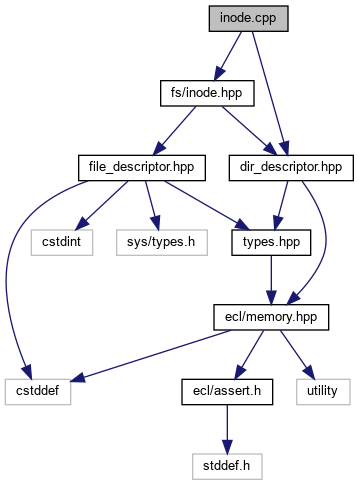 inode.cpp
fs/inode.hpp
file_descriptor.hpp
dir_descriptor.hpp
cstdint
sys/types.h
types.hpp
ecl/memory.hpp
cstddef
ecl/assert.h
utility
stddef.h